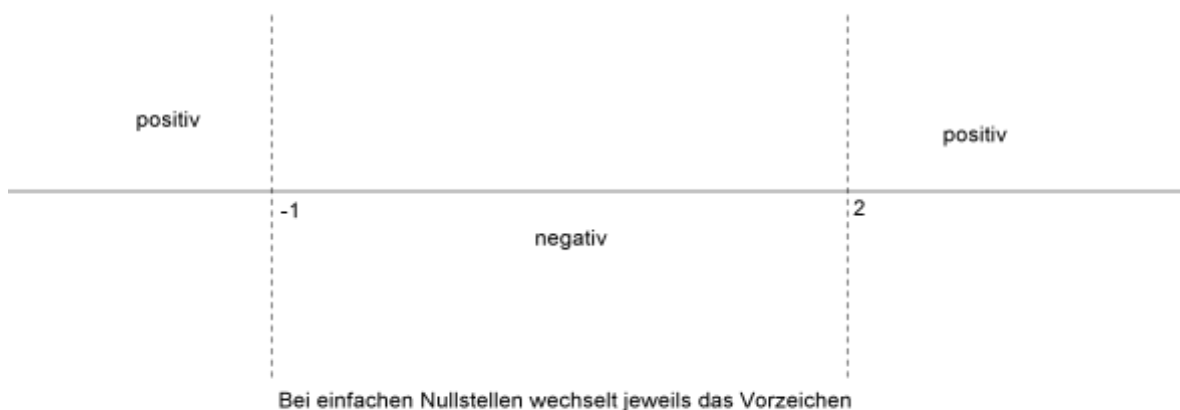 positiv
positiv
-1
2
negativ
Bei einfachen Nullstellen wechselt jeweils das Vorzeichen